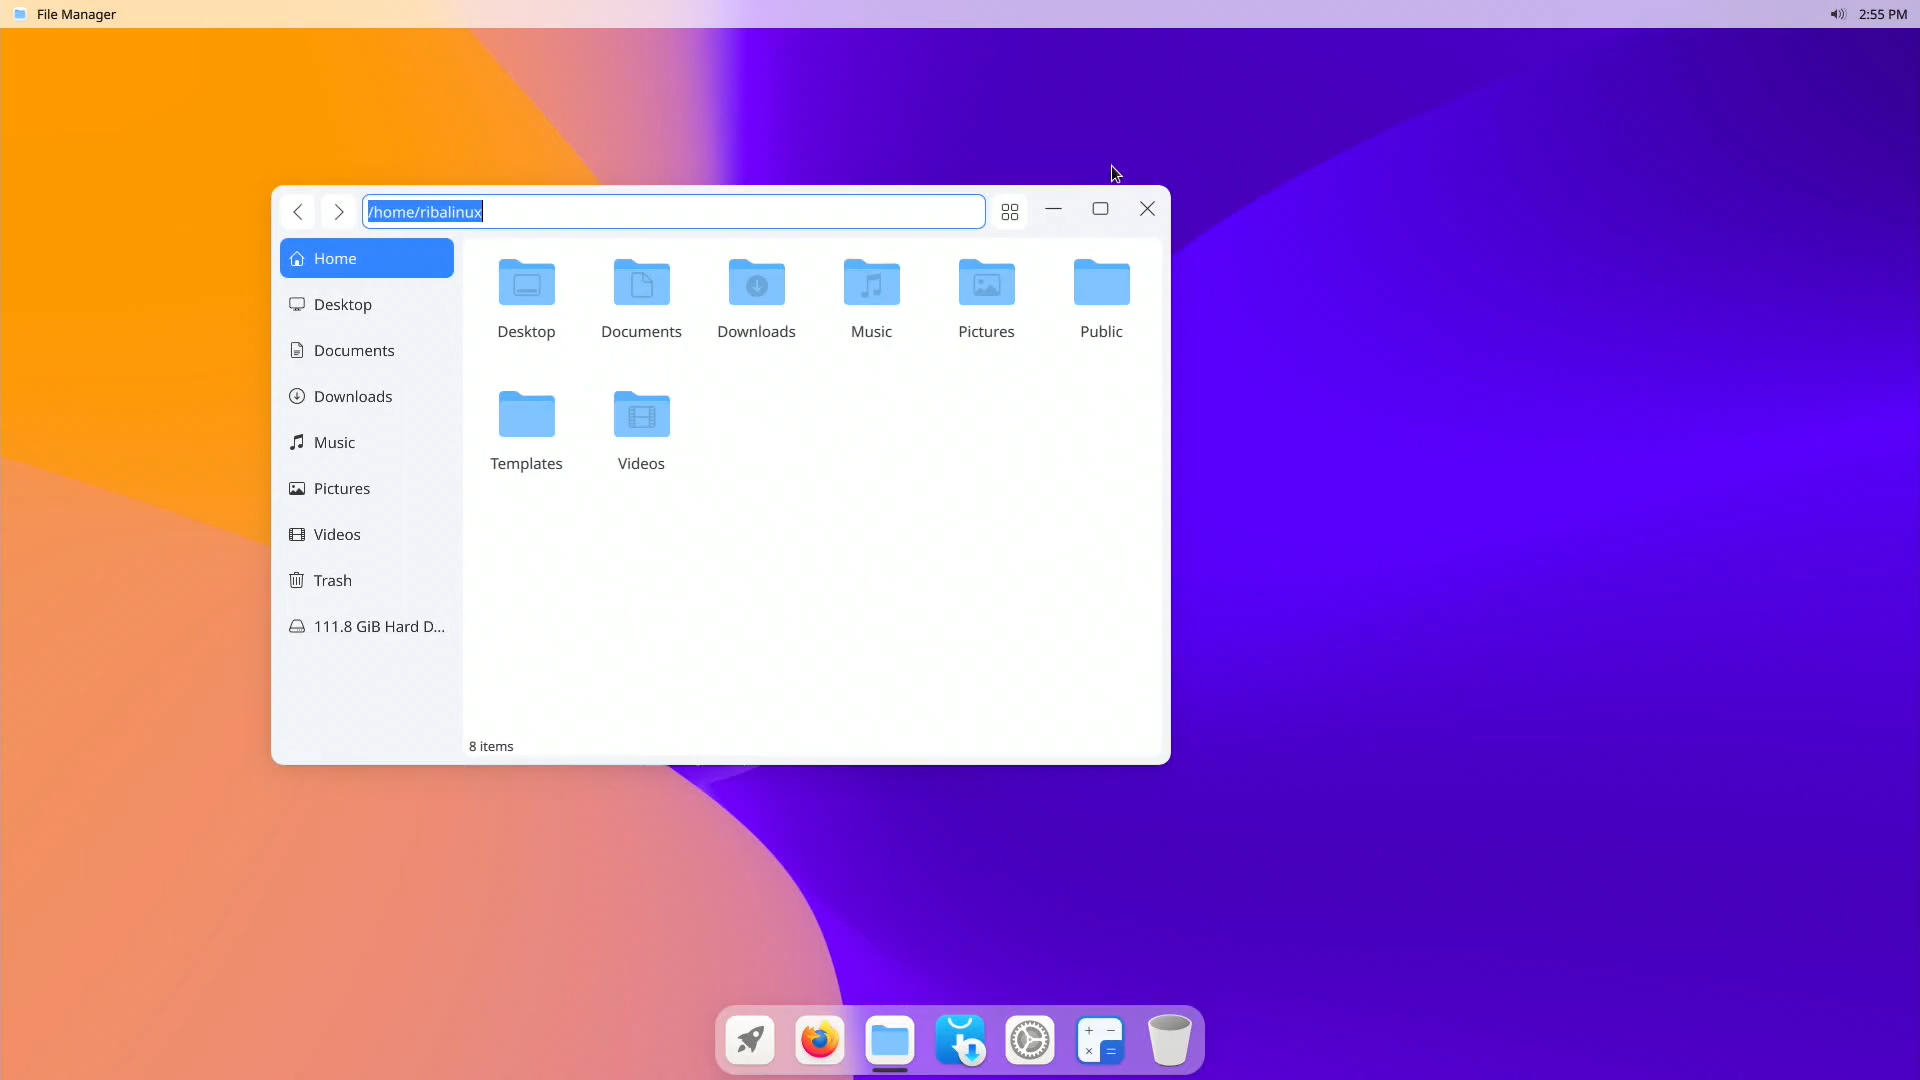 File Manager
2:55 PM
/home/ribalinux
Home
Desktop
Documents
Downloads
Music
Pictures
Videos
Trash
111.8 GiB Hard D...
Desktop
Documents
Downloads
Music
Pictures
Public
Templates
Videos
8 items